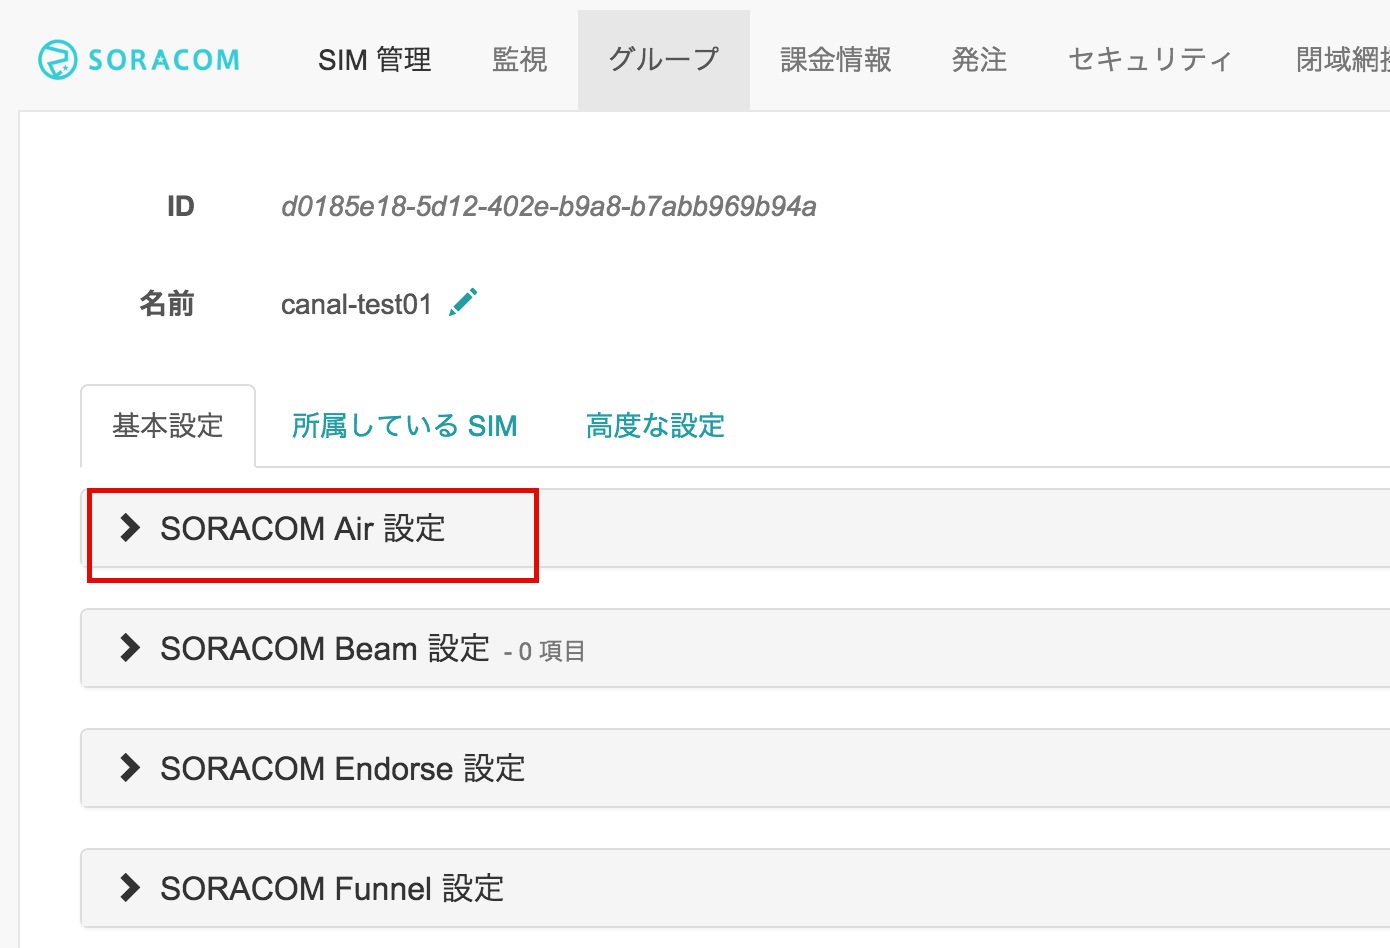 SORACOM SIM 管理 監視 グループ 課金情報 発注 セキュリティ 閉域網
ID d0185e18-5d12-402e-b9a8-b7abb969b94a
名前 canal-test01
基本設定 所属している SIM 高度な設定
SORACOM Air 設定
SORACOM Beam 設定 - 0 項目
SORACOM Endorse 設定
SORACOM Funnel 設定